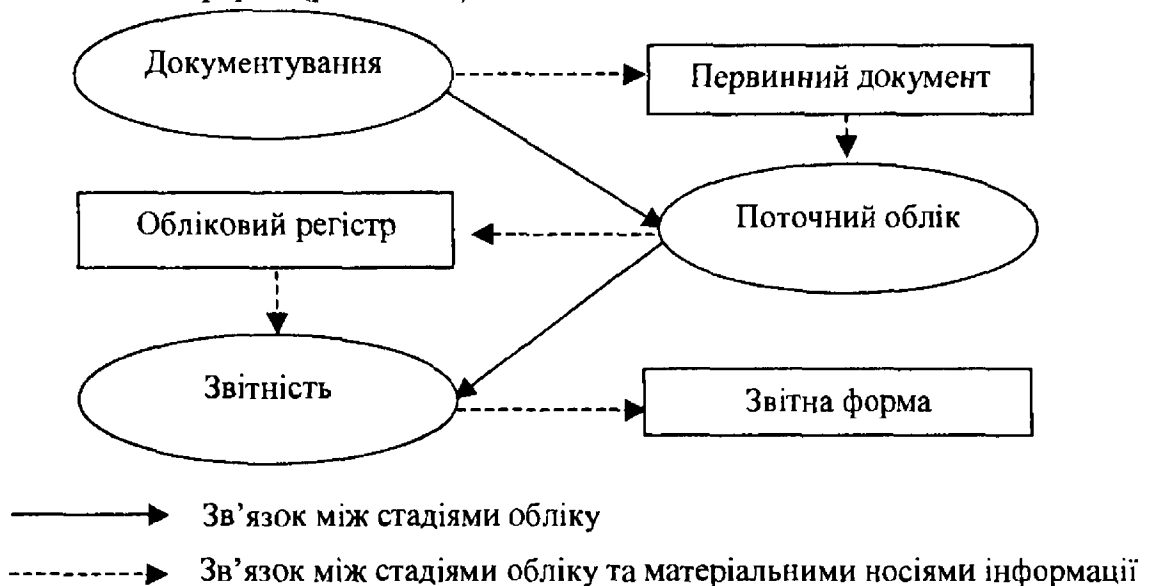 Документування
Первинний документ
Обліковий регістр
Поточний облік
Звітність
Звітна форма
Зв’язок між стадіями обліку
Зв’язок між стадіями обліку та матеріальними носіями інформації